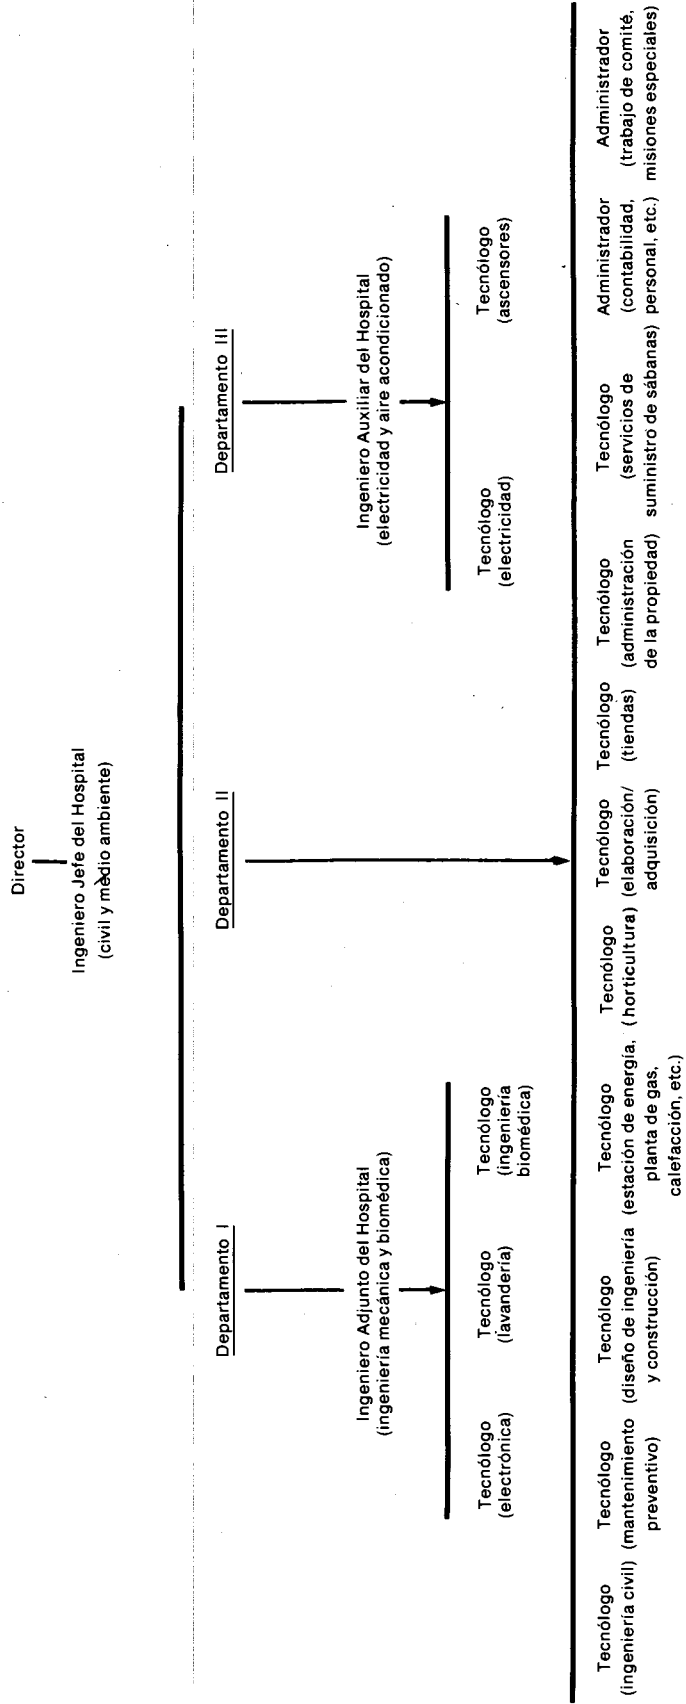 Director
Ingeniero Jefe del Hospital
(civil y medio ambiente)
Departamento I
Departamento II
Departamento III
Ingeniero Adjunto del Hospital
(ingeniería mecánica y biomédica)
Ingeniero Auxiliar del Hospital
(electricidad y aire acondicionado)
Tecnólogo
(electrónica)
Tecnólogo
(lavandería)
Tecnólogo
(ingeniería
biomédica)
Tecnólogo
(electricidad)
Tecnólogo
(ascensores)
Tecnólogo
(ingeniería civil)
Tecnólogo
(mantenimiento
preventivo)
Tecnólogo
(diseño de ingeniería
y construcción)
Tecnólogo
(estación de energía,
planta de gas,
calefacción, etc.)
Tecnólogo
(horticultura)
Tecnólogo
(elaboración/
adquisición)
Tecnólogo
(tiendas)
Tecnólogo
(administración
de la propiedad)
Tecnólogo
(servicios de
suministro de sábanas)
Administrador
(contabilidad,
personal, etc.)
Administrador
(trabajo de comité,
misiones especiales)